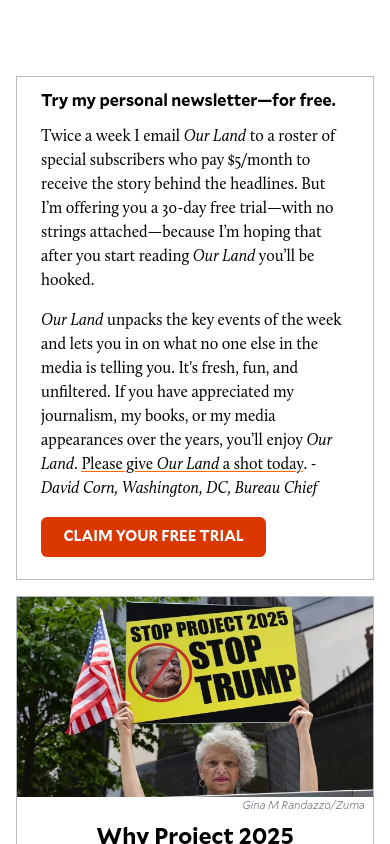 Try my personal newsletter—for free.
Twice a week I email Our Land to a roster of
special subscribers who pay $5/month to
receive the story behind the headlines. But
I’m offering you a 30-day free trial—with no
strings attached—because I’m hoping that
after you start reading Our Land you’ll be
hooked.
Our Land unpacks the key events of the week
and lets you in on what no one else in the
media is telling you. It's fresh, fun, and
unfiltered. If you have appreciated my
journalism, my books, or my media
appearances over the years, you’ll enjoy Our
Land. Please give Our Land a shot today. -
David Corn, Washington, DC, Bureau Chief
CLAIM YOUR FREE TRIAL
STOP PROJECT 2025
STOP
TRUMP
Gina M Randazzo/Zuma
Why Project 2025